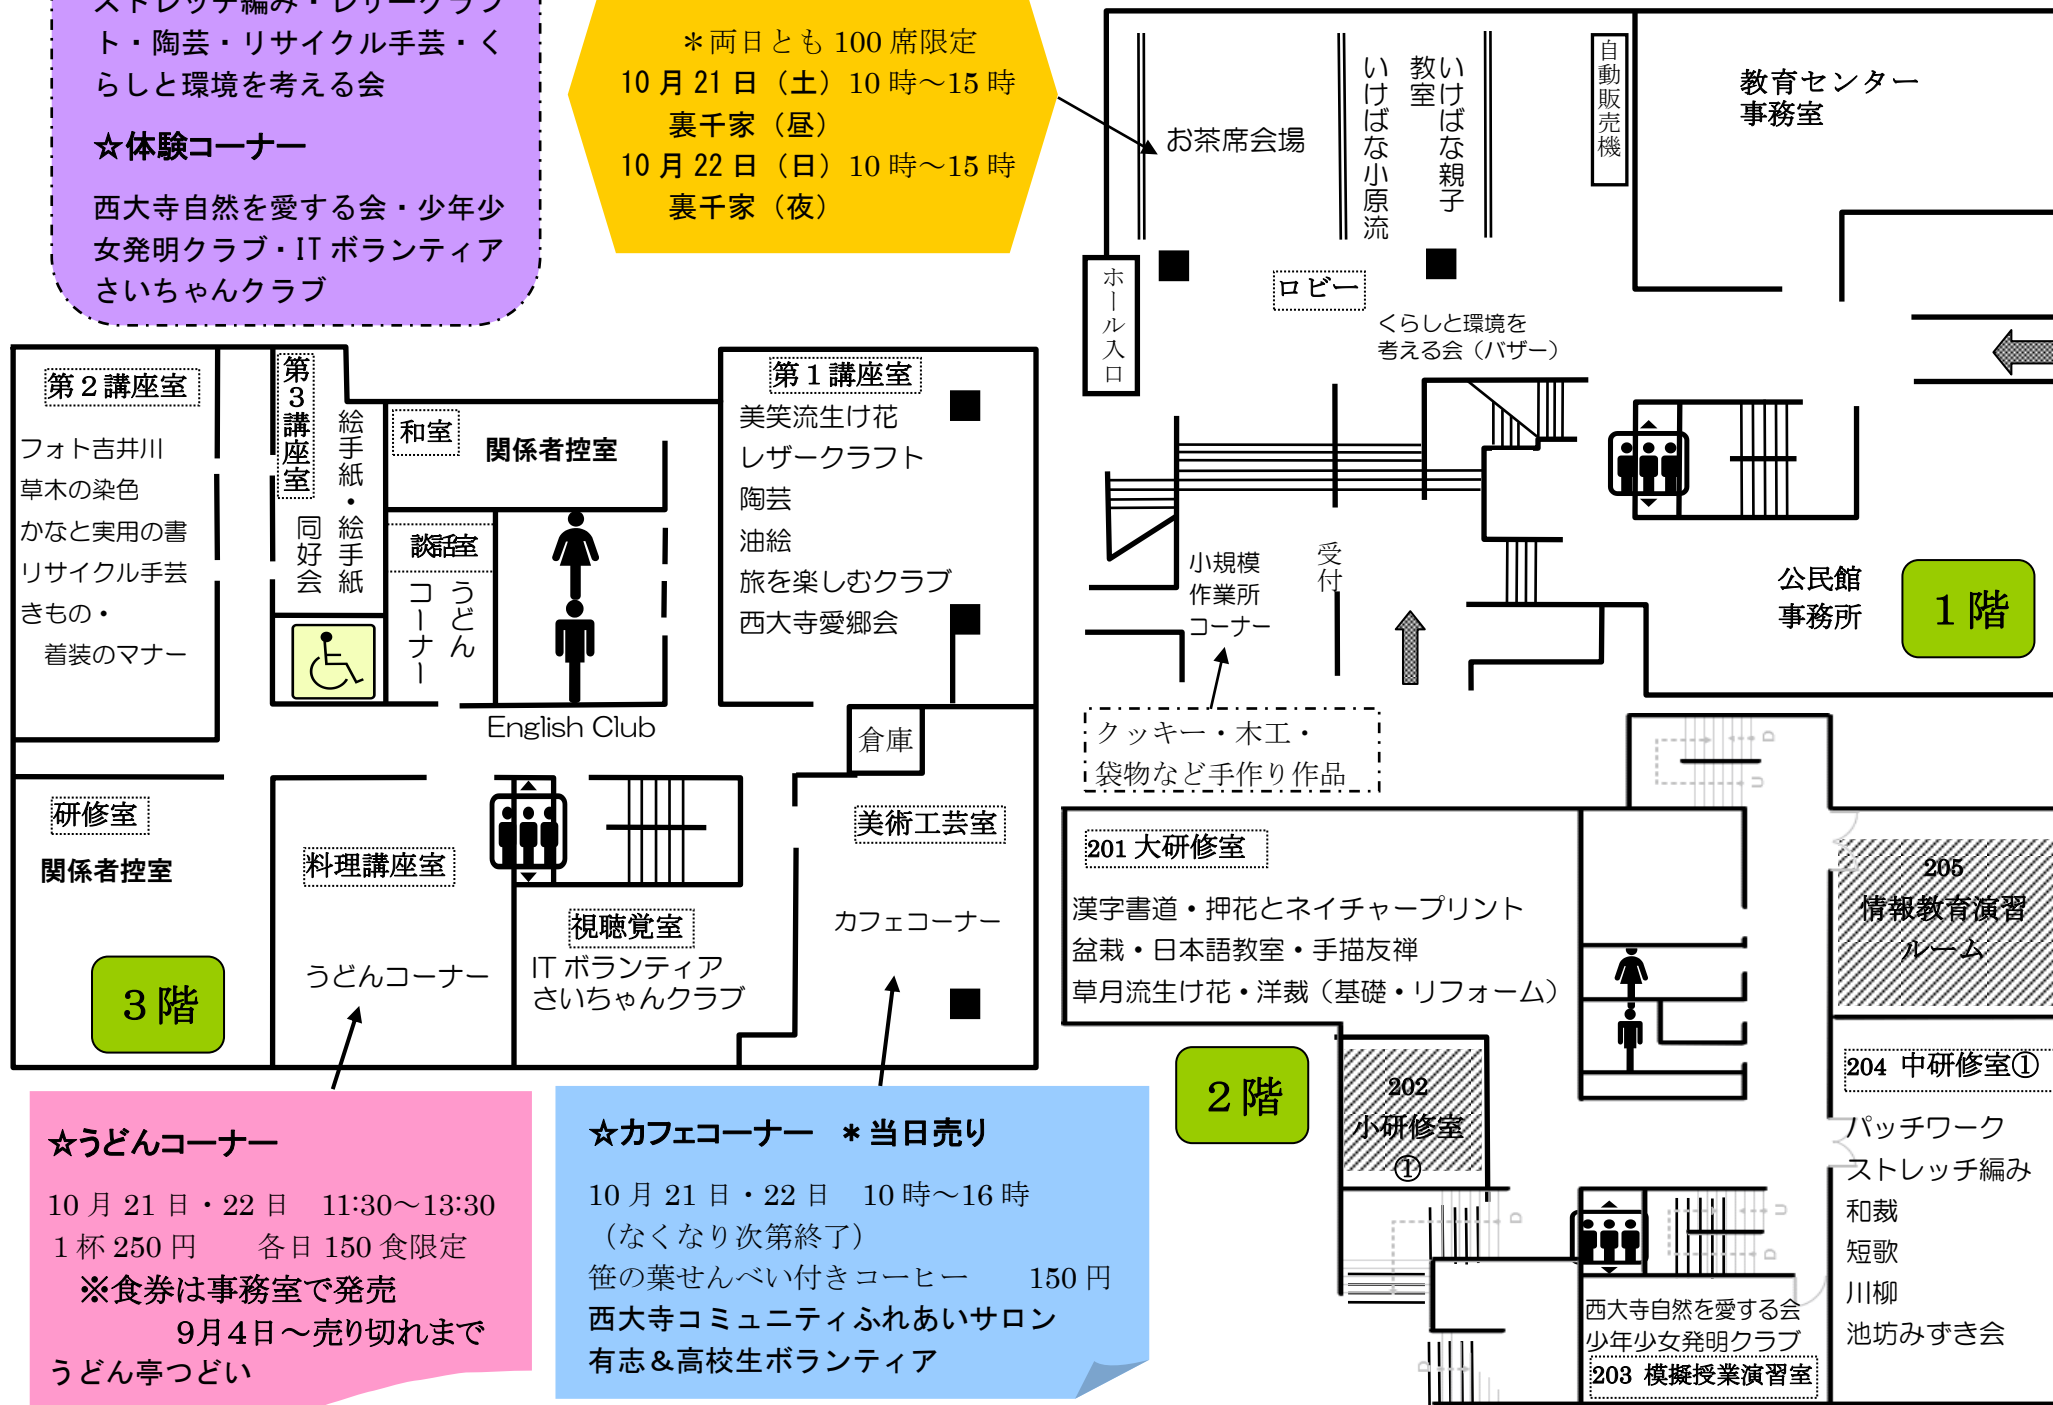 ストレッチ編み・レザークラフ
ト・陶芸・リサイクル手芸・く
らしと環境を考える会
☆体験コーナー
西大寺自然を愛する会・少年少
女発明クラブ・IT ボランティア
さいちゃんクラブ
＊両日とも 100 席限定
10 月 21 日（土）10 時～15 時
裏千家（昼）
10 月 22 日（日）10 時～15 時
裏千家（夜）
お茶席会場
いけばな小原流
いけばな親子
教室
自動販売機
教育センター
事務室
ホール入口
ロビー
くらしと環境を
考える会（バザー）
小規模
作業所
コーナー
受付
公民館
事務所
1 階
クッキー・木工・
袋物など手作り作品
第２講座室
フォト吉井川
草木の染色
かなと実用の書
リサイクル手芸
きもの・
着装のマナー
第3講座室
絵手紙・絵手紙
同好会
和室
関係者控室
談話室
うどん
コーナー
English Club
第１講座室
美笑流生け花
レザークラフト
陶芸
油絵
旅を楽しむクラブ
西大寺愛郷会
倉庫
研修室
関係者控室
3 階
料理講座室
うどんコーナー
視聴覚室
IT ボランティア
さいちゃんクラブ
美術工芸室
カフェコーナー
☆うどんコーナー
10 月 21 日・22 日　11:30～13:30
１杯 250 円　　各日 150 食限定
※食券は事務室で発売
9月4日～売り切れまで
うどん亭つどい
☆カフェコーナー　＊当日売り
10 月 21 日・22 日　10 時～16 時
（なくなり次第終了）
笹の葉せんべい付きコーヒー　　150 円
西大寺コミュニティふれあいサロン
有志＆高校生ボランティア
201 大研修室
漢字書道・押花とネイチャープリント
盆栽・日本語教室・手描友禅
草月流生け花・洋裁（基礎・リフォーム）
2 階
202
小研修室
①
205
情報教育演習
ルーム
204 中研修室①
パッチワーク
ストレッチ編み
和裁
短歌
川柳
池坊みずき会
西大寺自然を愛する会
少年少女発明クラブ
203 模擬授業演習室
D
U
D
U
D
D